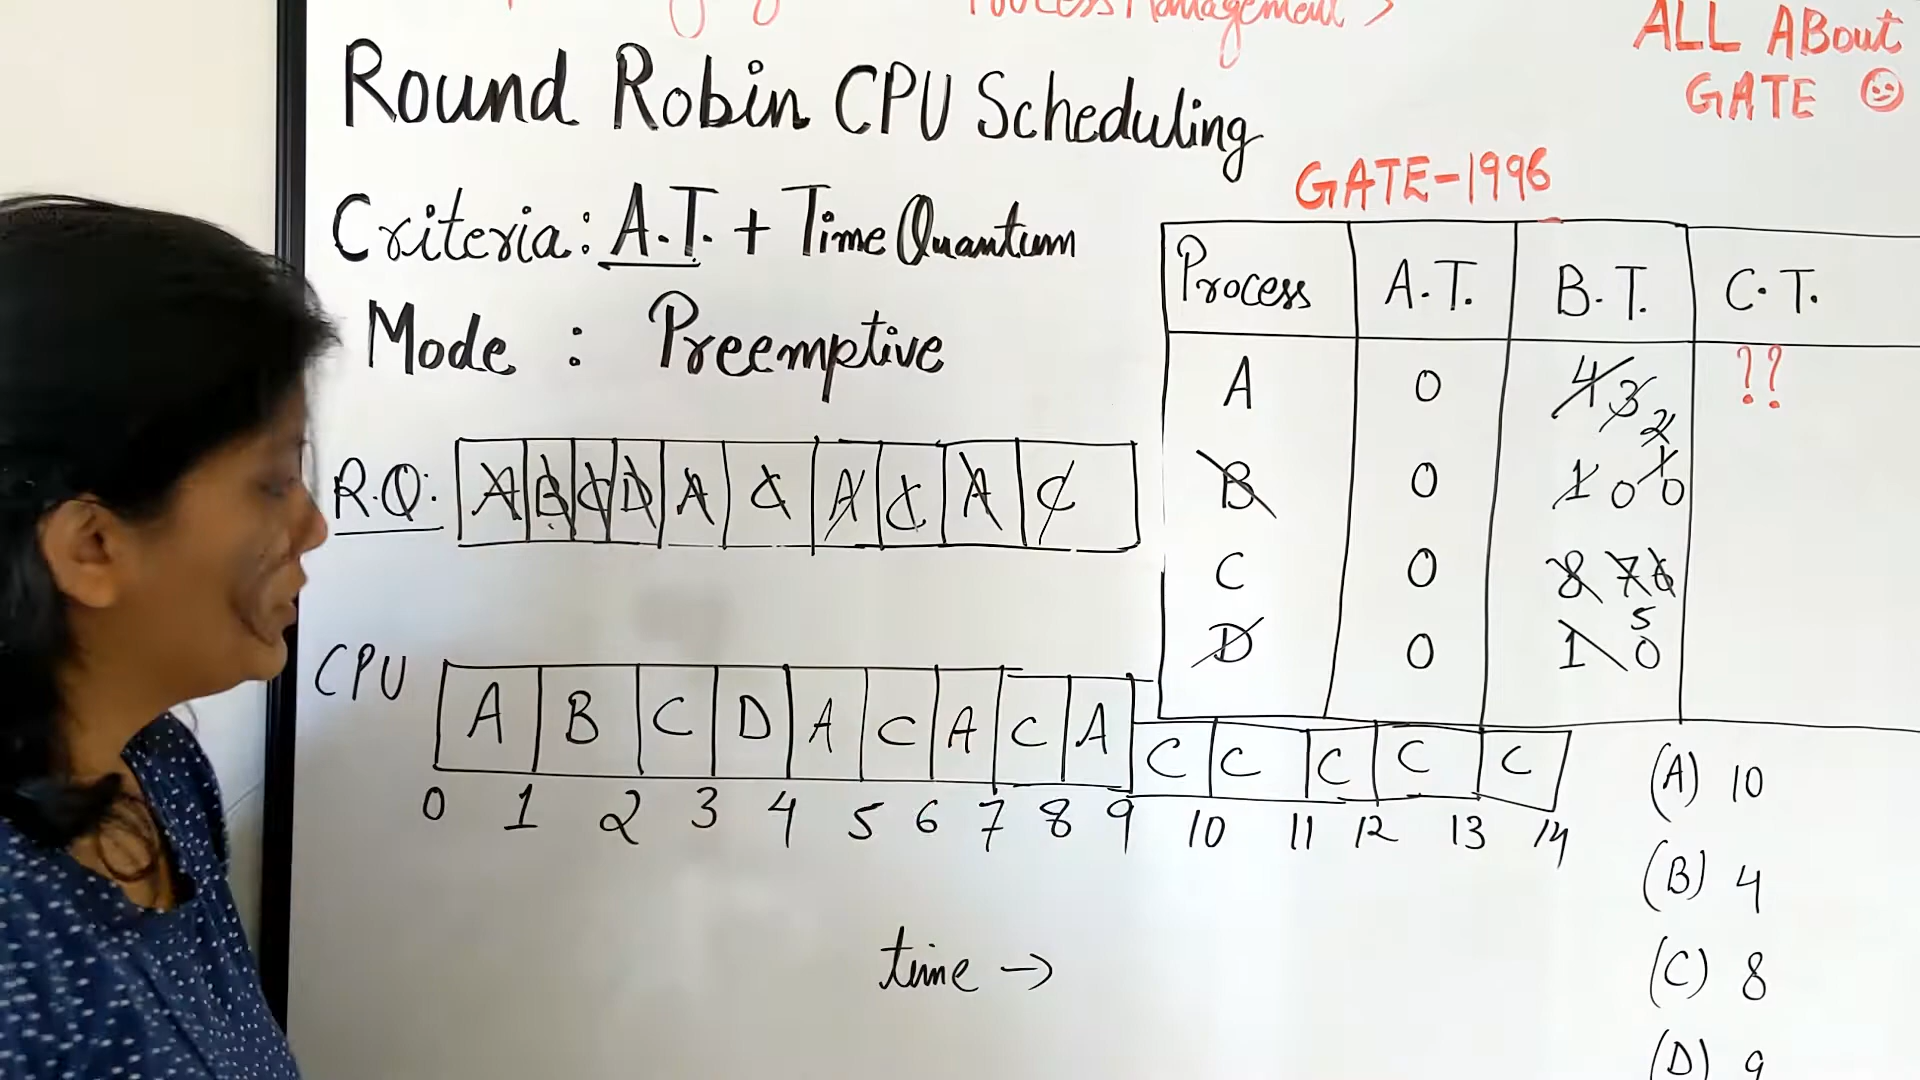 Process Management >
ALL ABout
GATE
Round Robin CPU Scheduling
GATE-1996
Criteria: A.T. + Time Quantum
Mode : Preemptive
Process A.T. B.T. C.T.
A 0 4 3 2 1 0 ??
B 0 1 0
C 0 8 7 6 5
D 0 1 0
R.Q: A B C D A C A C A C
CPU A B C D A C A C A C C C C C
0 1 2 3 4 5 6 7 8 9 10 11 12 13 14
time →
(A) 10
(B) 4
(C) 8
(D) 9